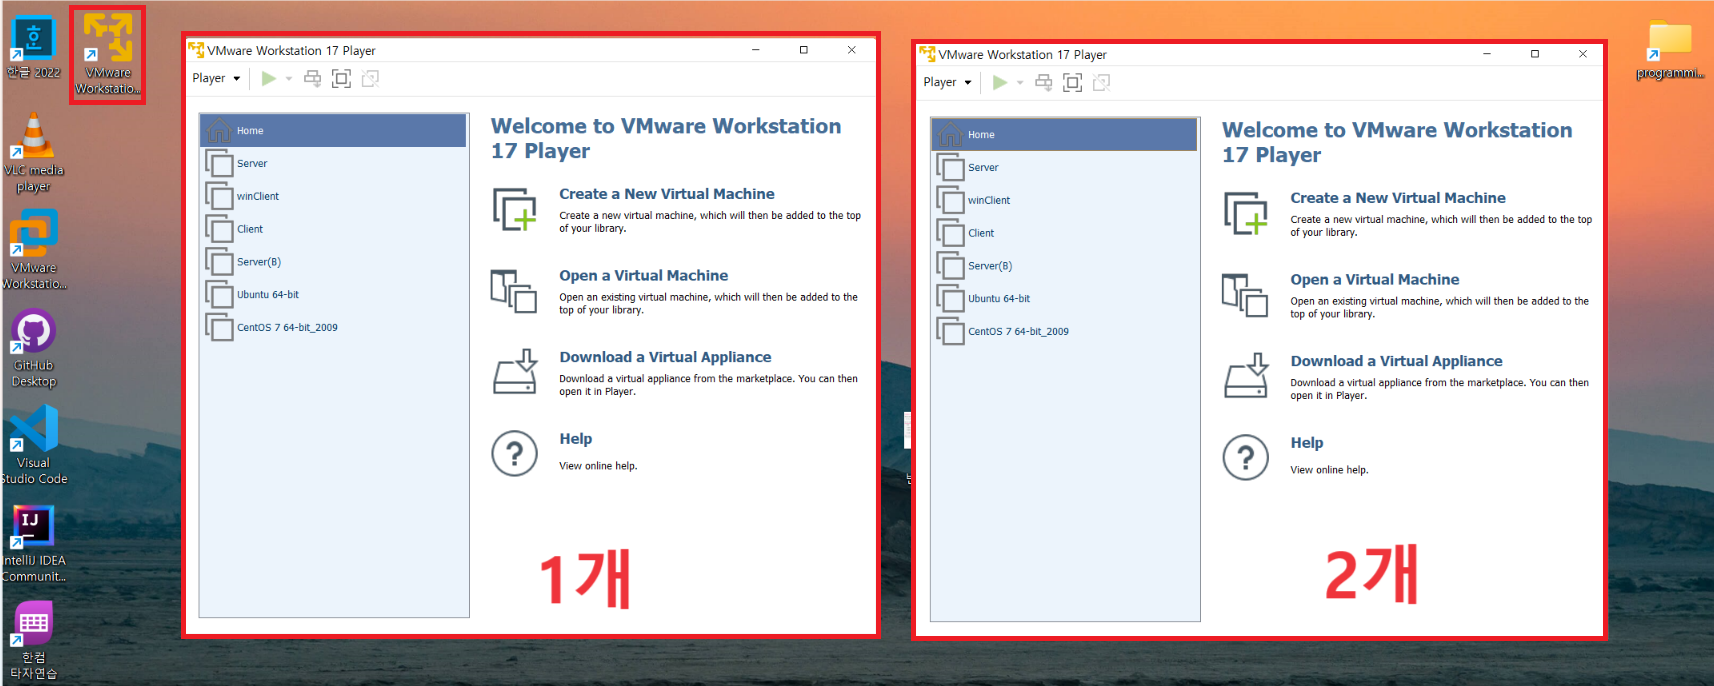 한글 2022
VMware
Workstatio...
VLC media
player
VMware
Workstatio...
GitHub
Desktop
Visual
Studio Code
IJ
IntelliJ IDEA
Communit...
한컴
타자연습
VMware Workstation 17 Player
Player
Home
Server
winClient
Client
Server(B)
Ubuntu 64-bit
CentOS 7 64-bit_2009
Welcome to VMware Workstation
17 Player
Create a New Virtual Machine
Create a new virtual machine, which will then be added to the top
of your library.
Open a Virtual Machine
Open an existing virtual machine, which will then be added to the
top of your library.
Download a Virtual Appliance
Download a virtual appliance from the marketplace. You can then
open it in Player.
Help
View online help.
1개
VMware Workstation 17 Player
Player
Home
Server
winClient
Client
Server(B)
Ubuntu 64-bit
CentOS 7 64-bit_2009
Welcome to VMware Workstation
17 Player
Create a New Virtual Machine
Create a new virtual machine, which will then be added to the top
of your library.
Open a Virtual Machine
Open an existing virtual machine, which will then be added to the
top of your library.
Download a Virtual Appliance
Download a virtual appliance from the marketplace. You can then
open it in Player.
Help
View online help.
2개
programmi...